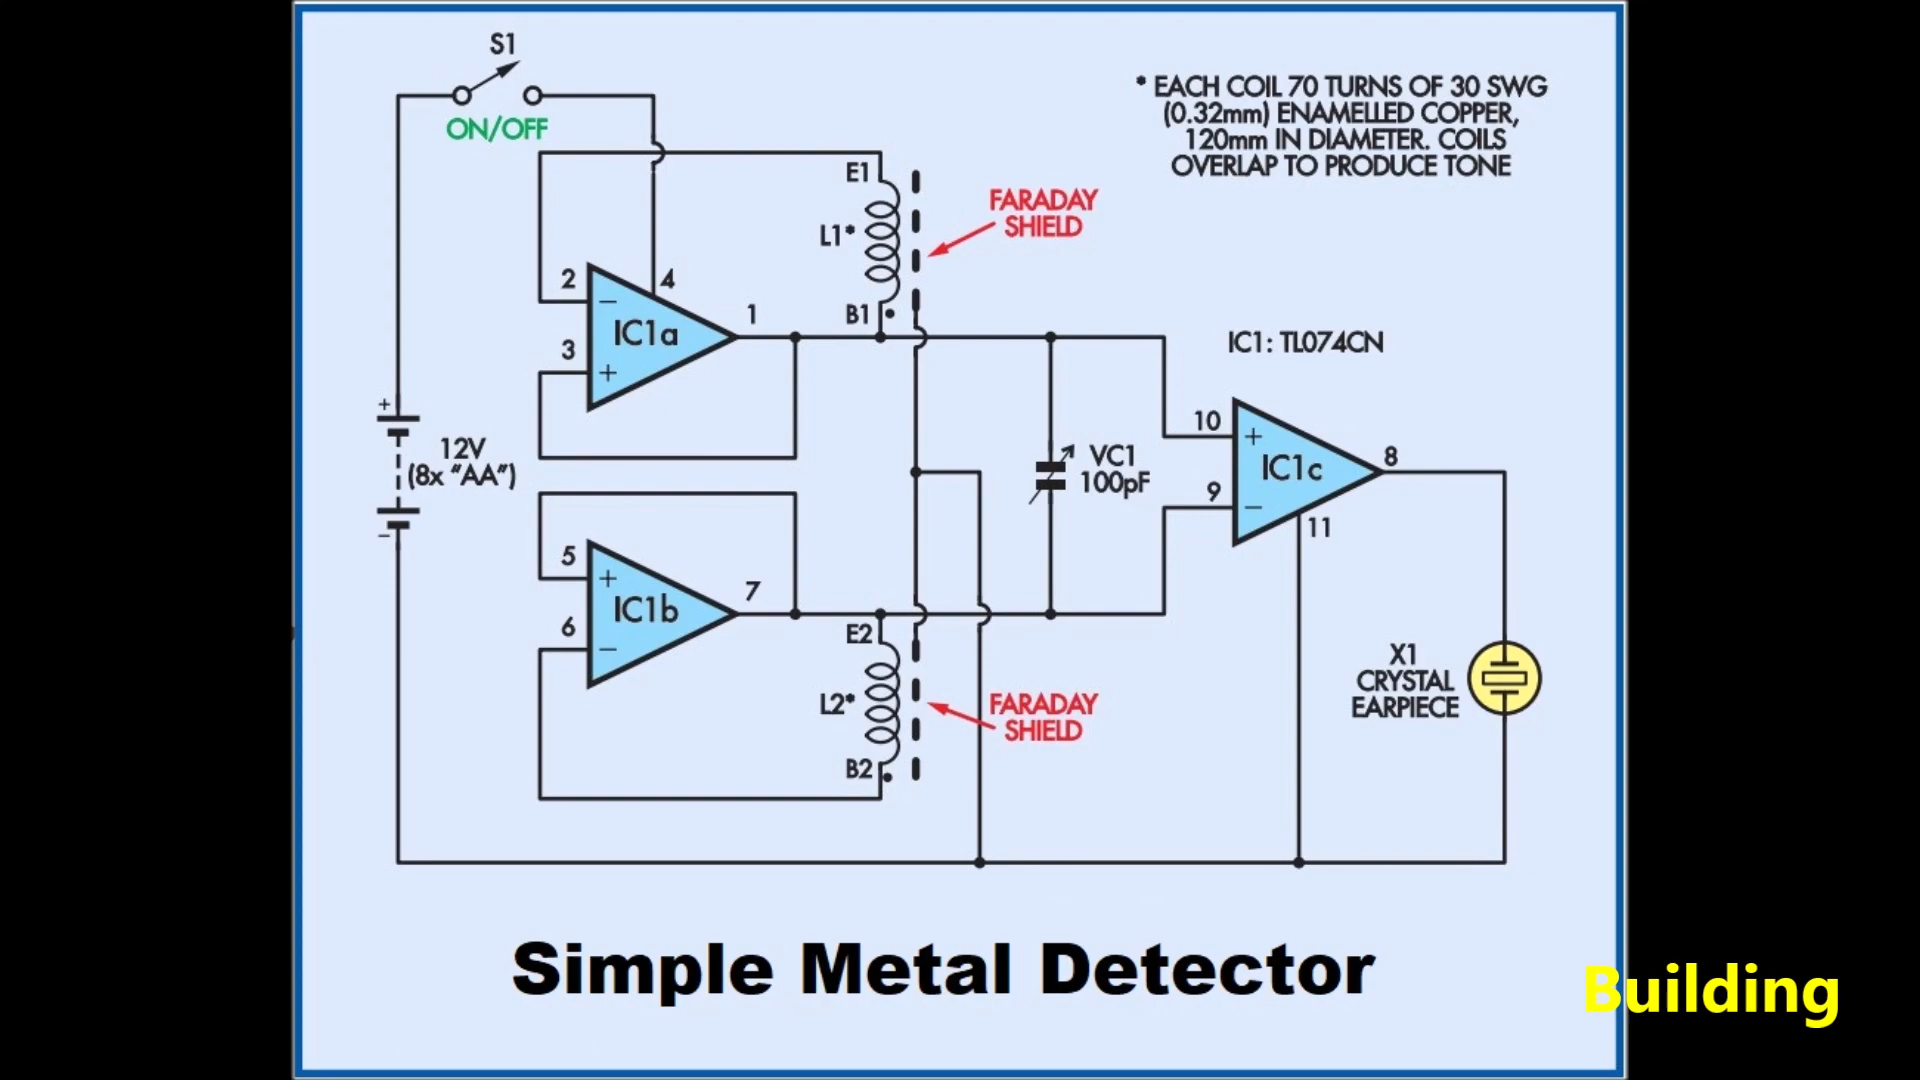 S1
ON/OFF
* EACH COIL 70 TURNS OF 30 SWG
(0.32mm) ENAMELLED COPPER,
120mm IN DIAMETER. COILS
OVERLAP TO PRODUCE TONE
E1
L1*
B1
FARADAY
SHIELD
2
4
−
IC1a
1
3
+
IC1: TL074CN
+
12V
(8x “AA”)
−
VC1
100pF
10
+
IC1c
8
9
−
11
5
+
IC1b
7
6
−
E2
L2*
B2
FARADAY
SHIELD
X1
CRYSTAL
EARPIECE
Simple Metal Detector
Building